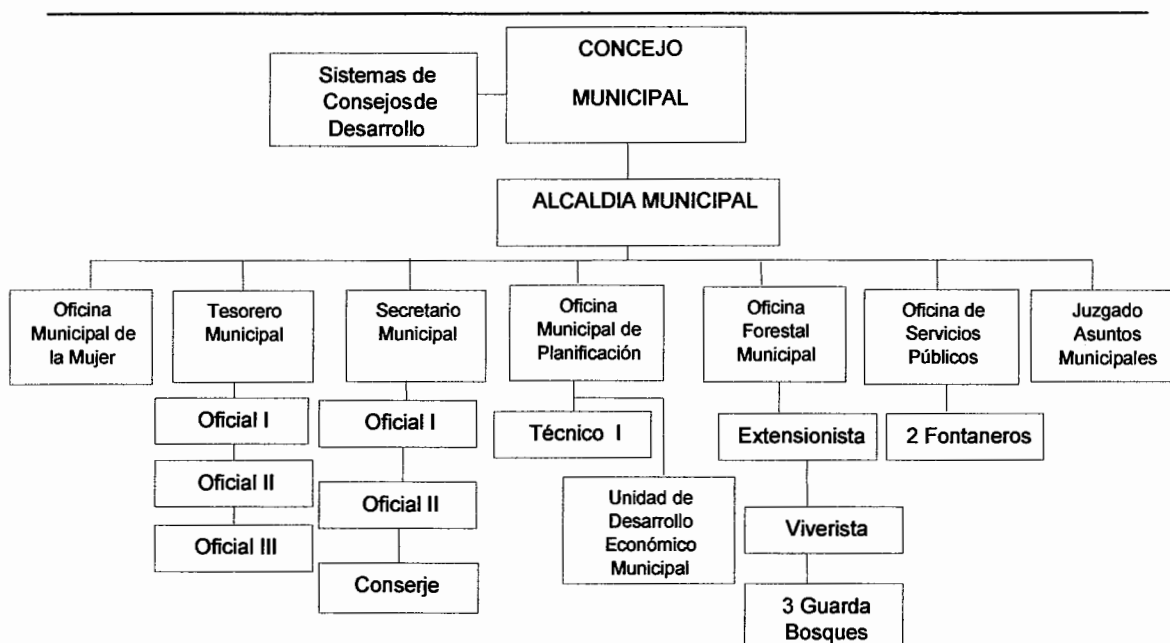 CONCEJO
MUNICIPAL
Sistemas de
Consejos de
Desarrollo
ALCALDIA MUNICIPAL
Oficina
Municipal de
la Mujer
Tesorero
Municipal
Secretario
Municipal
Oficina
Municipal de
Planificación
Oficina
Forestal
Municipal
Oficina de
Servicios
Públicos
Juzgado
Asuntos
Municipales
Oficial I
Oficial II
Oficial III
Oficial I
Oficial II
Conserje
Técnico I
Unidad de
Desarrollo
Económico
Municipal
Extensionista
Viverista
3 Guarda
Bosques
2 Fontaneros